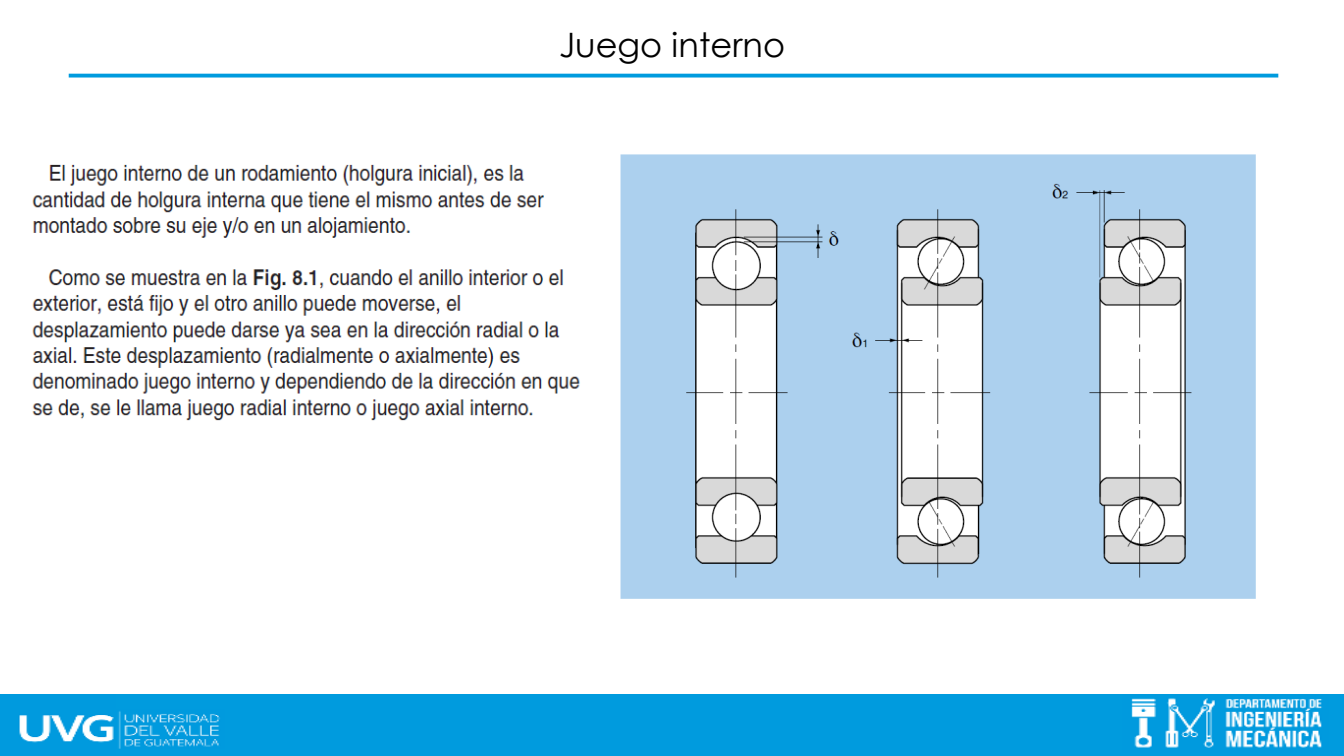 Juego interno
El juego interno de un rodamiento (holgura inicial), es la
cantidad de holgura interna que tiene el mismo antes de ser
montado sobre su eje y/o en un alojamiento.
Como se muestra en la Fig. 8.1, cuando el anillo interior o el
exterior, está fijo y el otro anillo puede moverse, el
desplazamiento puede darse ya sea en la dirección radial o la
axial. Este desplazamiento (radialmente o axialmente) es
denominado juego interno y dependiendo de la dirección en que
se de, se le llama juego radial interno o juego axial interno.
δ
δ1
δ2
UVG
UNIVERSIDAD
DEL VALLE
DE GUATEMALA
DEPARTAMENTO DE
INGENIERÍA
MECÁNICA